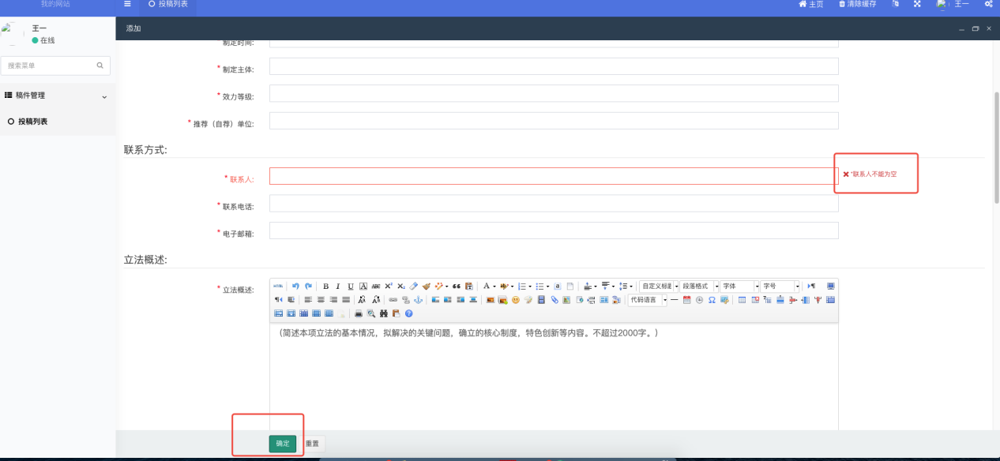 我的网站
投稿列表
主页
清除缓存
王一
王一
在线
搜索菜单
稿件管理
投稿列表
添加
制定时间:
* 制定主体:
* 效力等级:
* 推荐（自荐）单位:
联系方式:
* 联系人:
*联系人不能为空
* 联系电话:
* 电子邮箱:
立法概述:
* 立法概述:
HTML B I U A ABC X² X₂ A 自定义标题 段落格式 字体 字号
代码语言
（简述本项立法的基本情况，拟解决的关键问题，确立的核心制度，特色创新等内容。不超过2000字。）
确定
重置